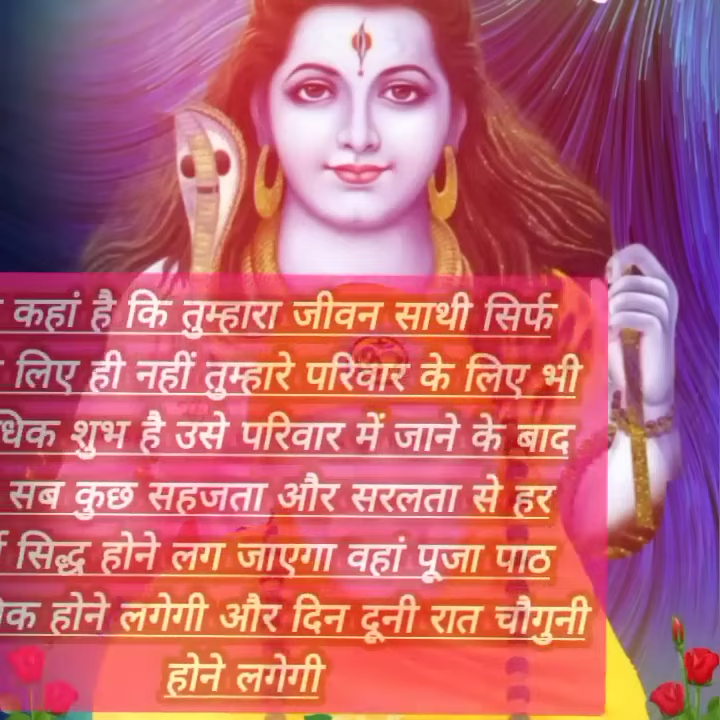 कहां है कि तुम्हारा जीवन साथी सिर्फ
लिए ही नहीं तुम्हारे परिवार के लिए भी
शुभ है उसे परिवार में जाने के बाद
सब कुछ सहजता और सरलता से हर
सिद्ध होने लग जाएगा वहां पूजा पाठ
होने लगेगी और दिन दूनी रात चौगुनी
होने लगेगी